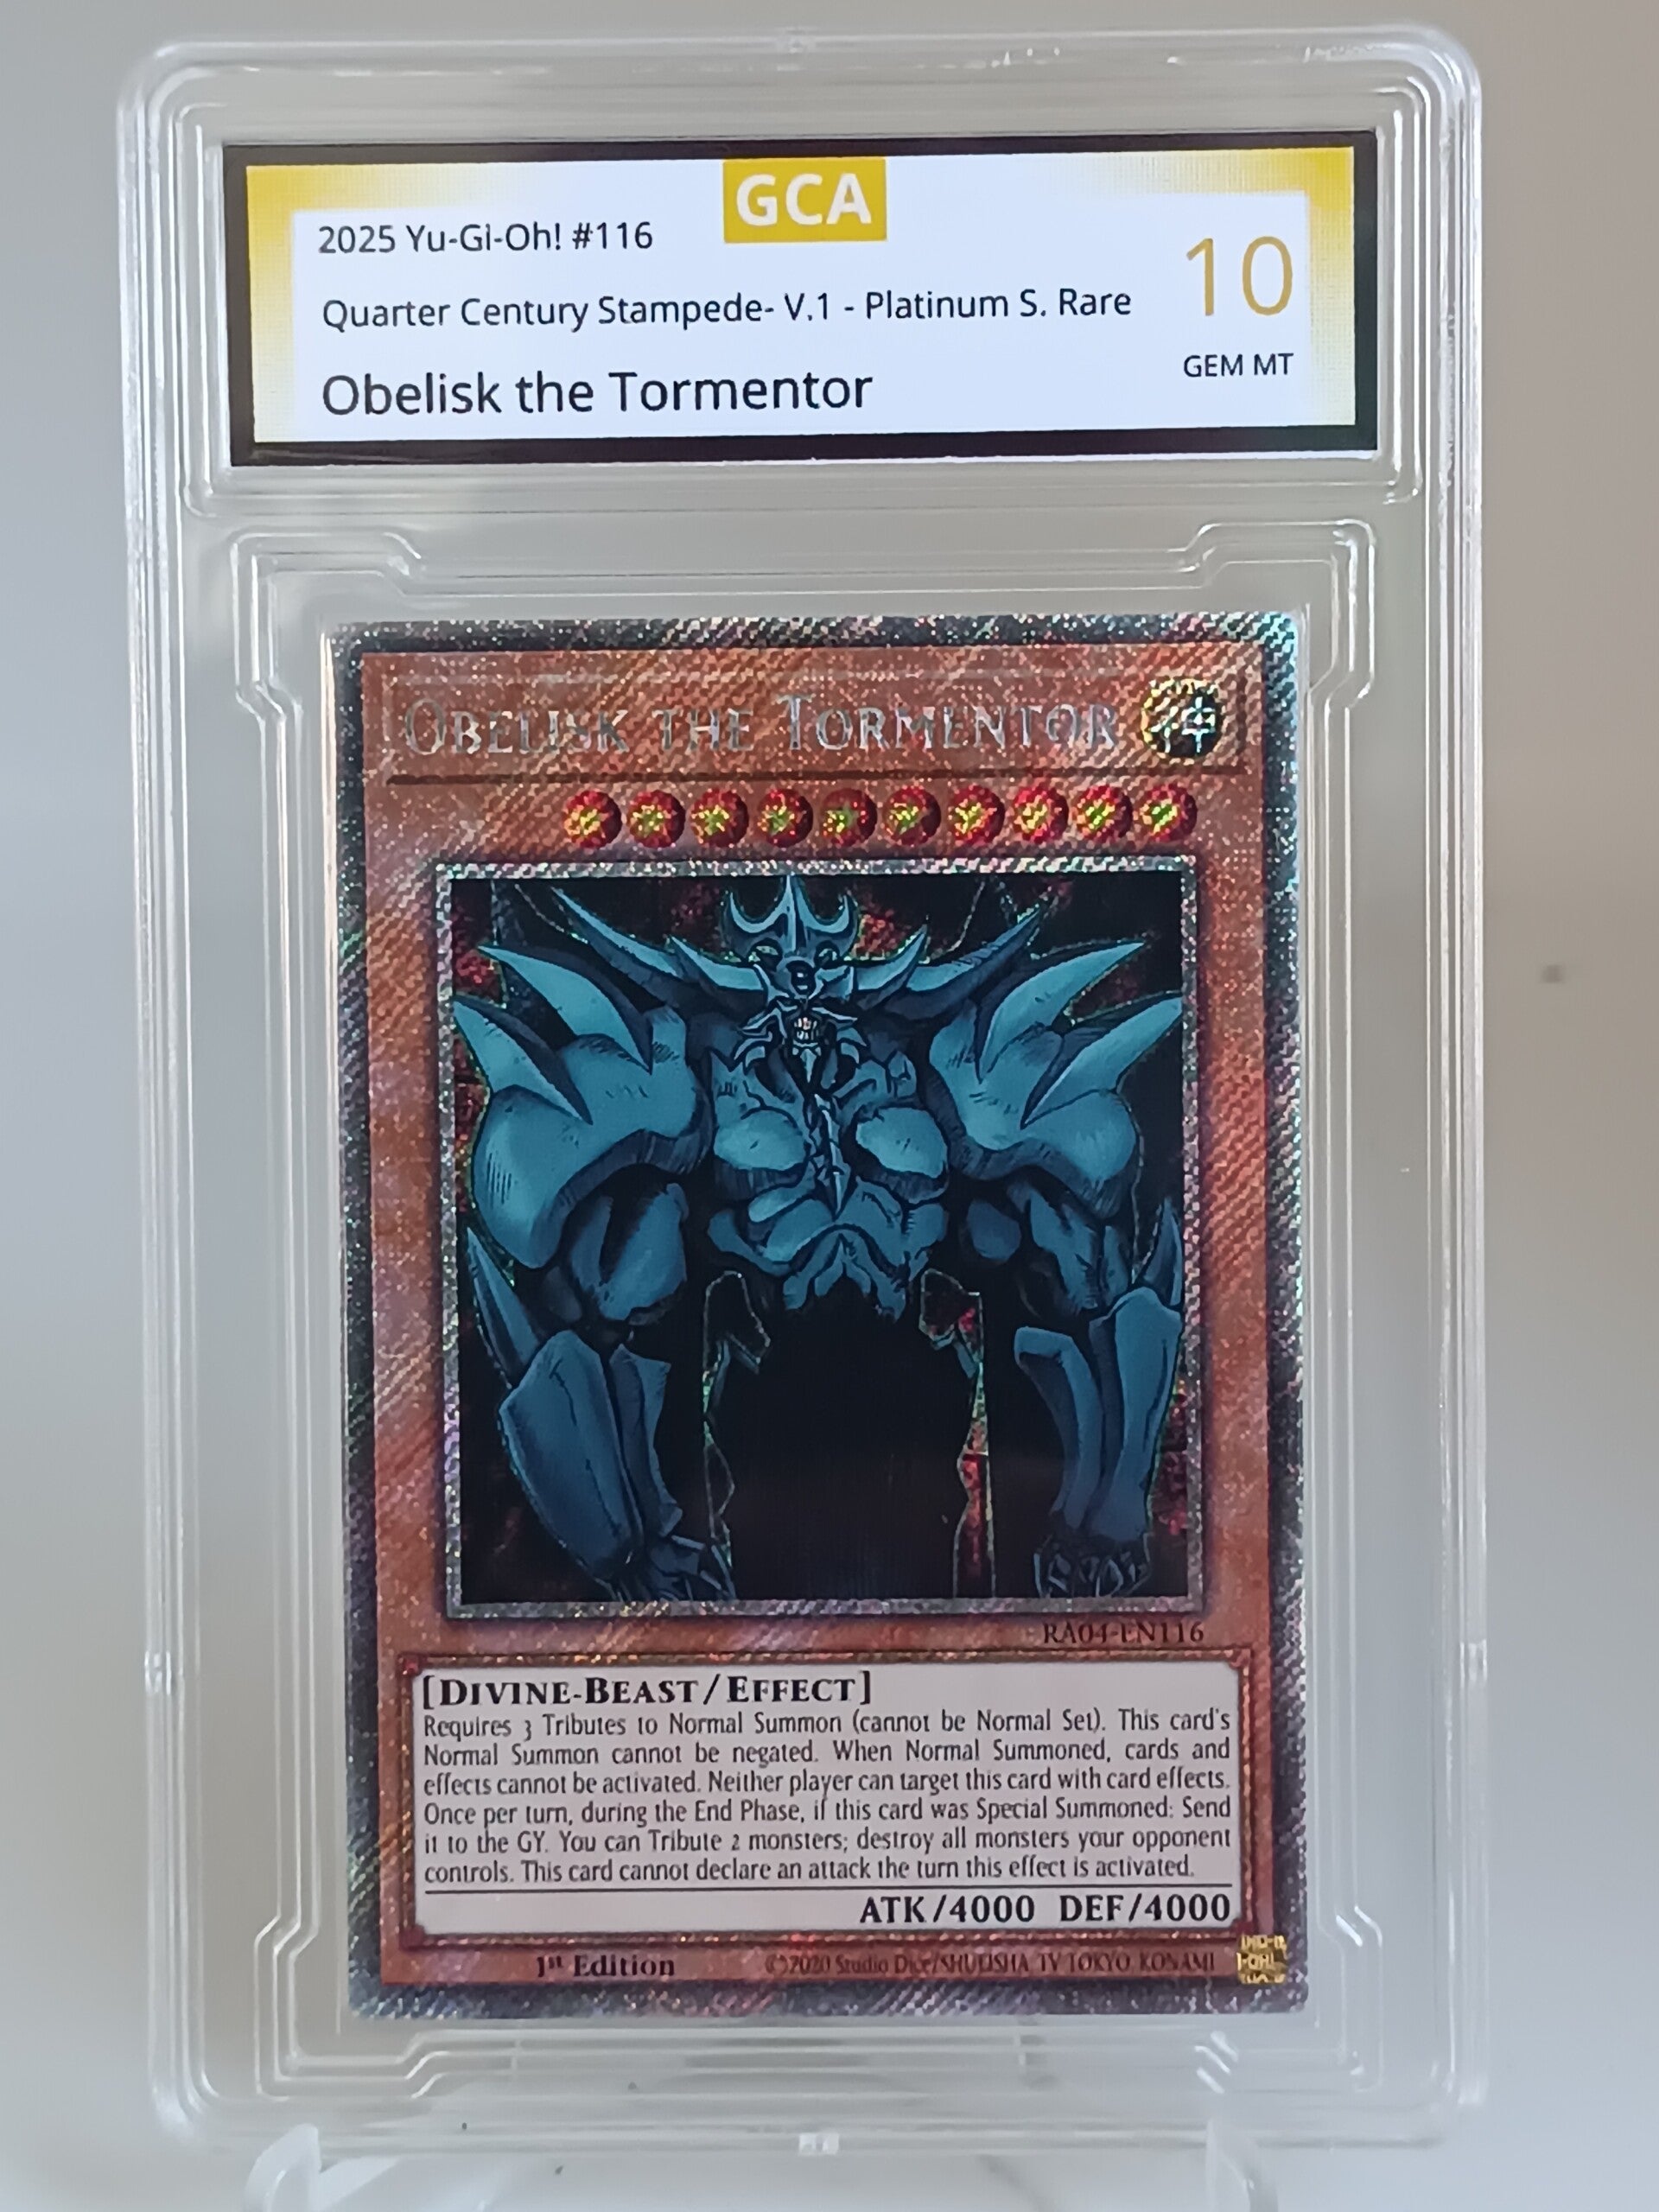 GCA
2025 Yu-Gi-Oh! #116
10
Quarter Century Stampede- V.1 - Platinum S. Rare
GEM MT
Obelisk the Tormentor
OBELISK THE TORMENTOR
神
RA04-EN116
[DIVINE-BEAST/EFFECT]
Requires 3 Tributes to Normal Summon (cannot be Normal Set). This card's
Normal Summon cannot be negated. When Normal Summoned, cards and
effects cannot be activated. Neither player can target this card with card effects.
Once per turn, during the End Phase, if this card was Special Summoned: Send
it to the GY. You can Tribute 2 monsters; destroy all monsters your opponent
controls. This card cannot declare an attack the turn this effect is activated.
ATK/4000 DEF/4000
1st Edition
©2020 Studio Dice/SHUEISHA, TV TOKYO, KONAMI